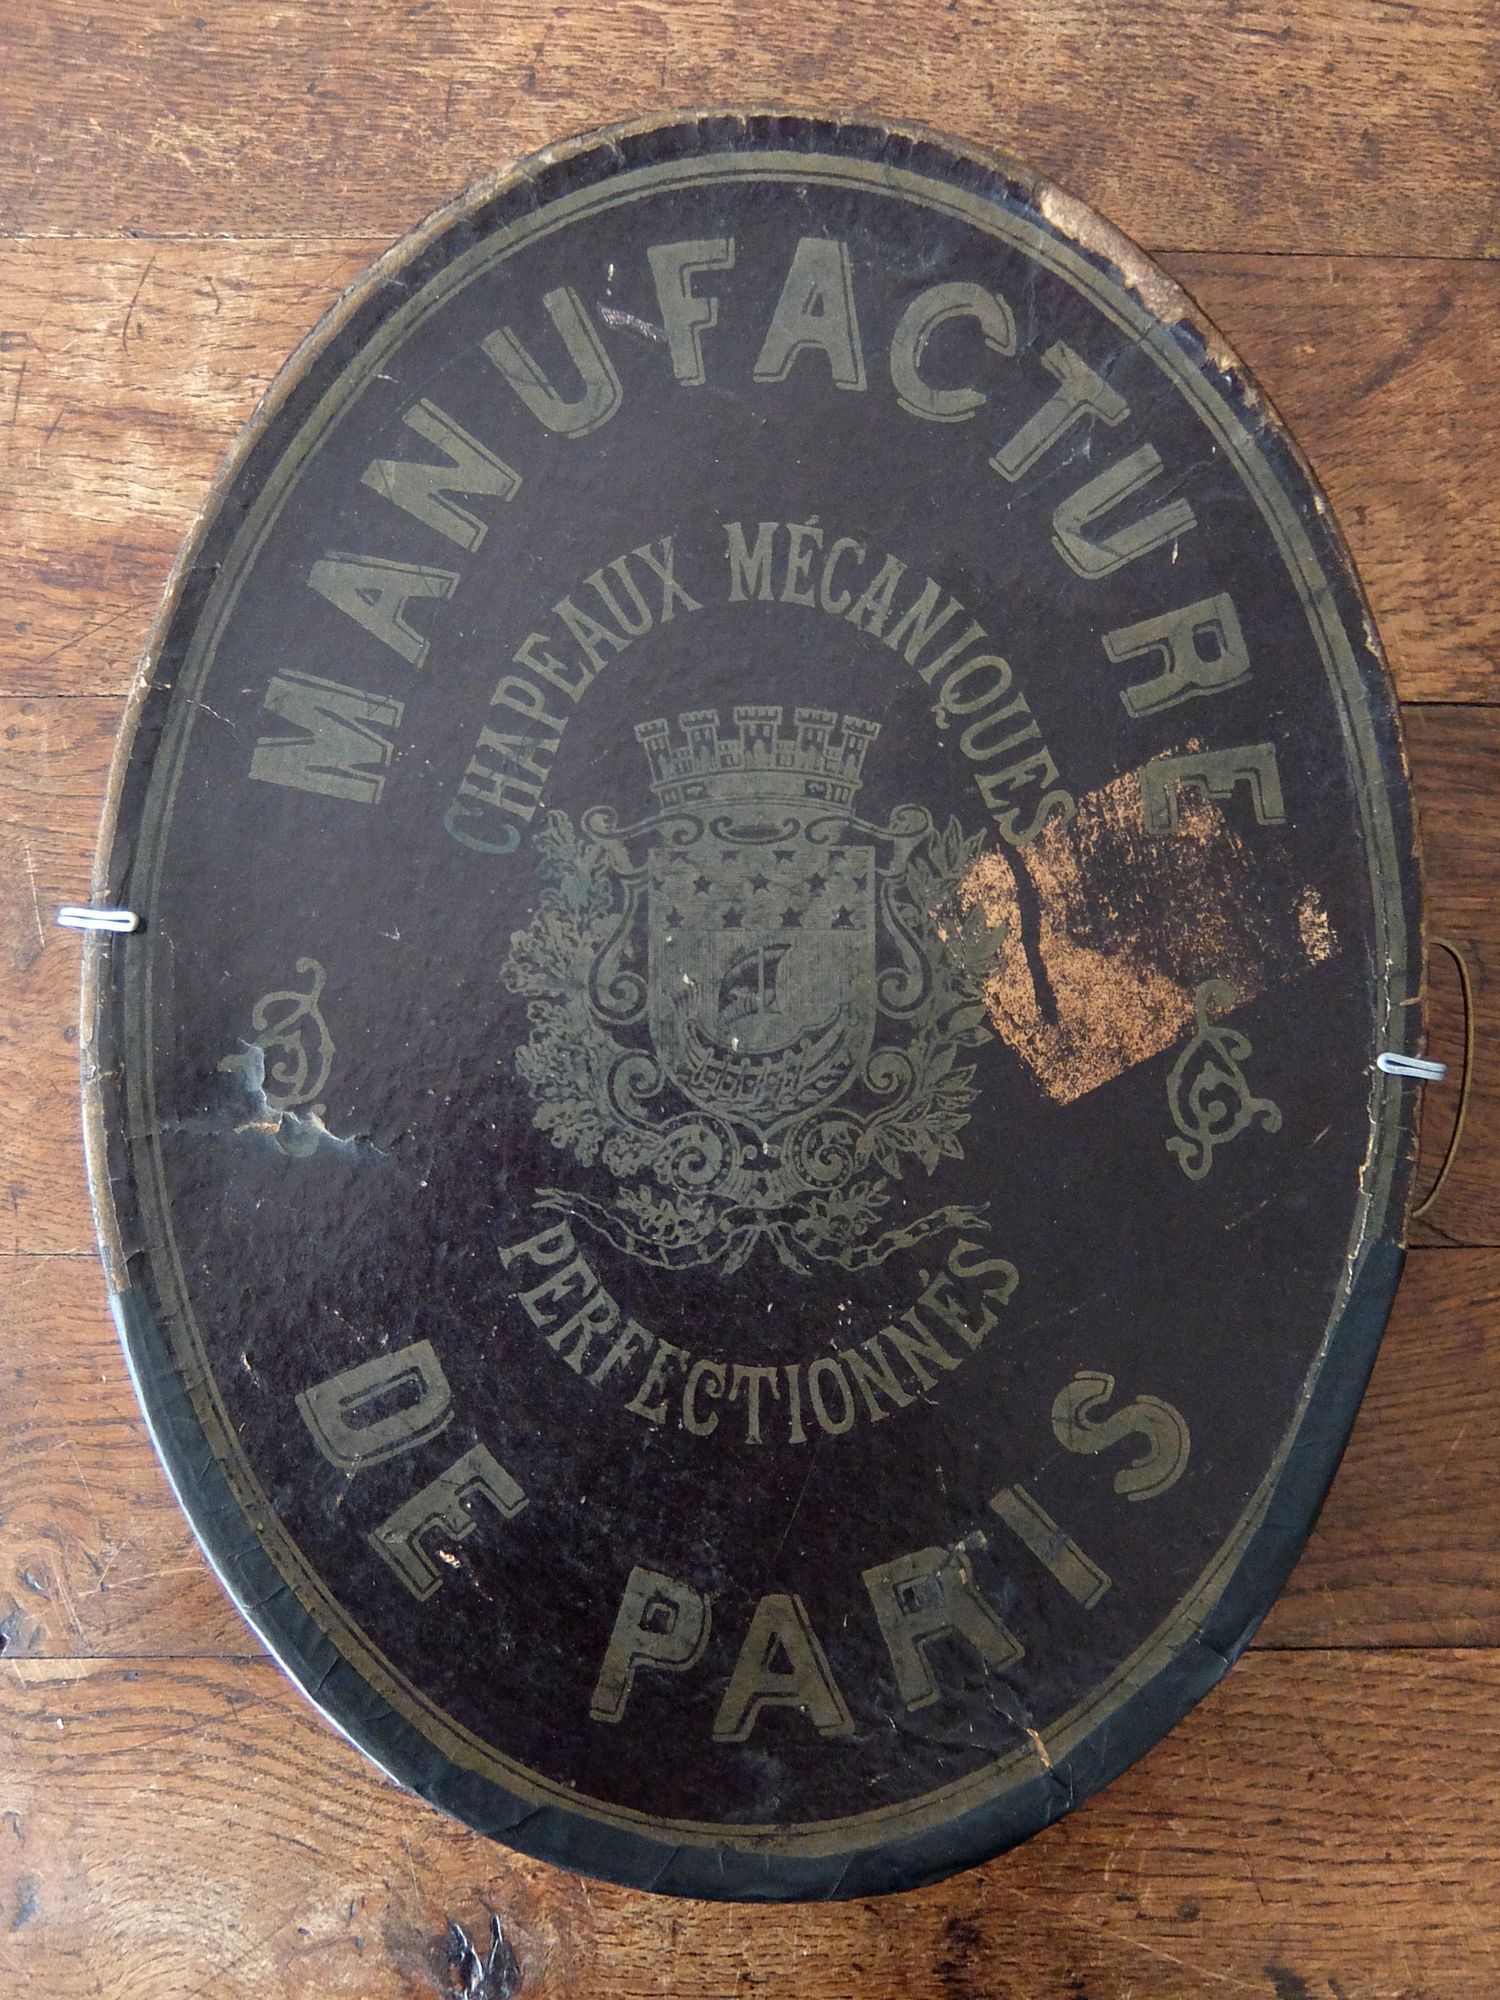 MANUFACTURE
CHAPEAUX MÉCANIQUES
PERFECTIONNÉS
DE PARIS